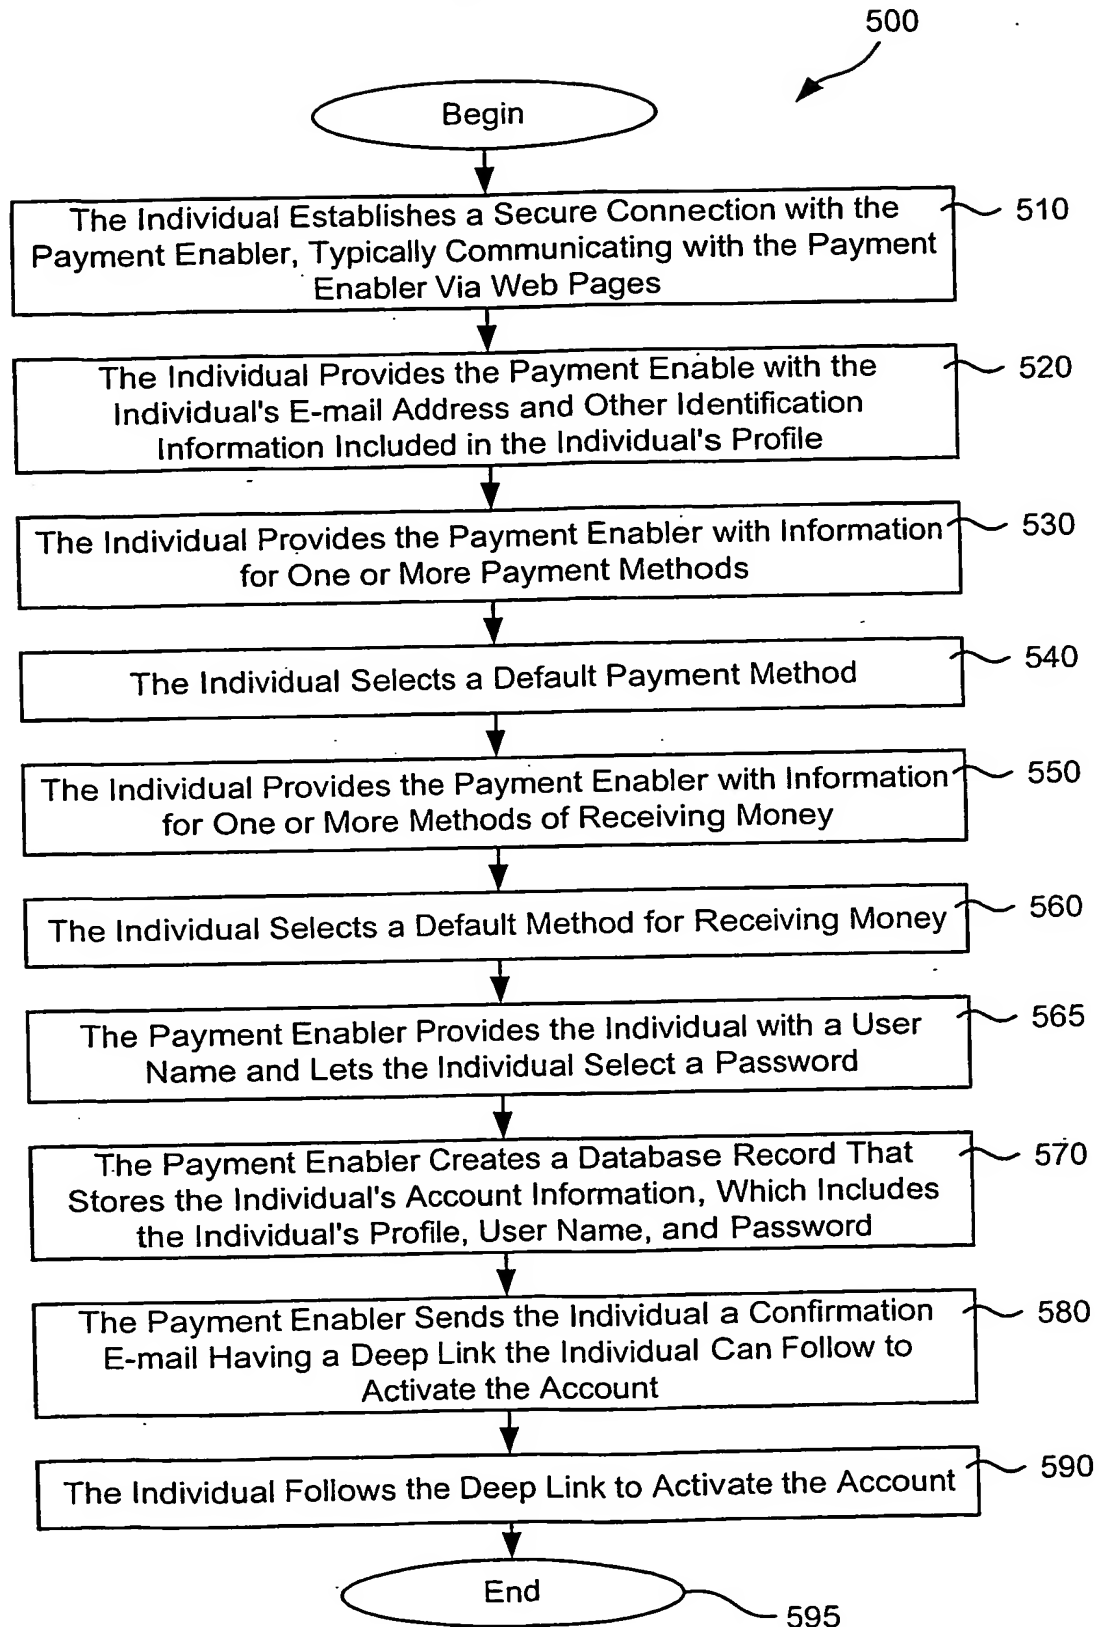 500
Begin
The Individual Establishes a Secure Connection with the
Payment Enabler, Typically Communicating with the Payment
Enabler Via Web Pages
510
The Individual Provides the Payment Enable with the
Individual's E-mail Address and Other Identification
Information Included in the Individual's Profile
520
The Individual Provides the Payment Enabler with Information
for One or More Payment Methods
530
The Individual Selects a Default Payment Method
540
The Individual Provides the Payment Enabler with Information
for One or More Methods of Receiving Money
550
The Individual Selects a Default Method for Receiving Money
560
The Payment Enabler Provides the Individual with a User
Name and Lets the Individual Select a Password
565
The Payment Enabler Creates a Database Record That
Stores the Individual's Account Information, Which Includes
the Individual's Profile, User Name, and Password
570
The Payment Enabler Sends the Individual a Confirmation
E-mail Having a Deep Link the Individual Can Follow to
Activate the Account
580
The Individual Follows the Deep Link to Activate the Account
590
End
595